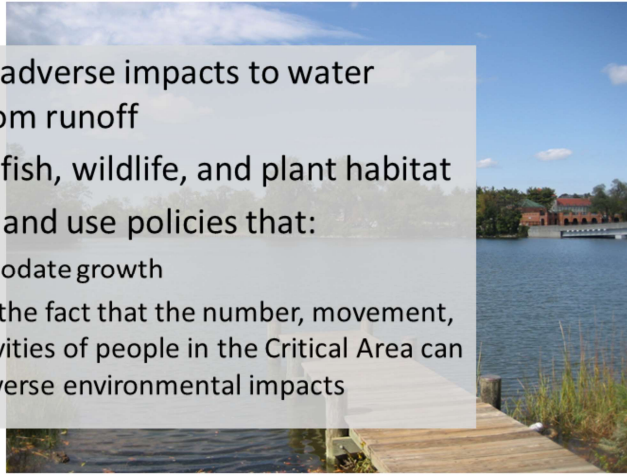 adverse impacts to water
om runoff
fish, wildlife, and plant habitat
and use policies that:
odate growth
the fact that the number, movement,
vities of people in the Critical Area can
verse environmental impacts